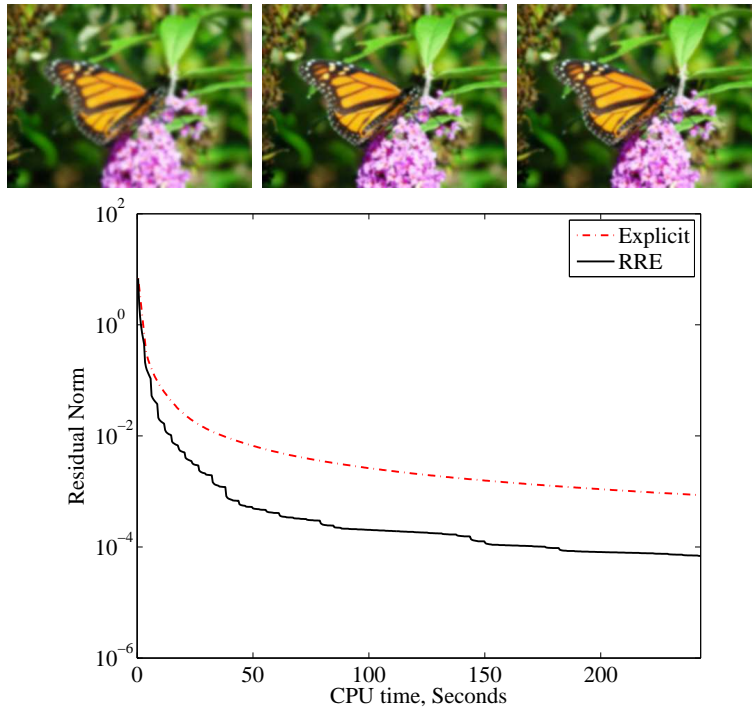 10^2
10^0
10^-2
10^-4
10^-6
Residual Norm
Explicit
RRE
0
50
100
150
200
CPU time, Seconds